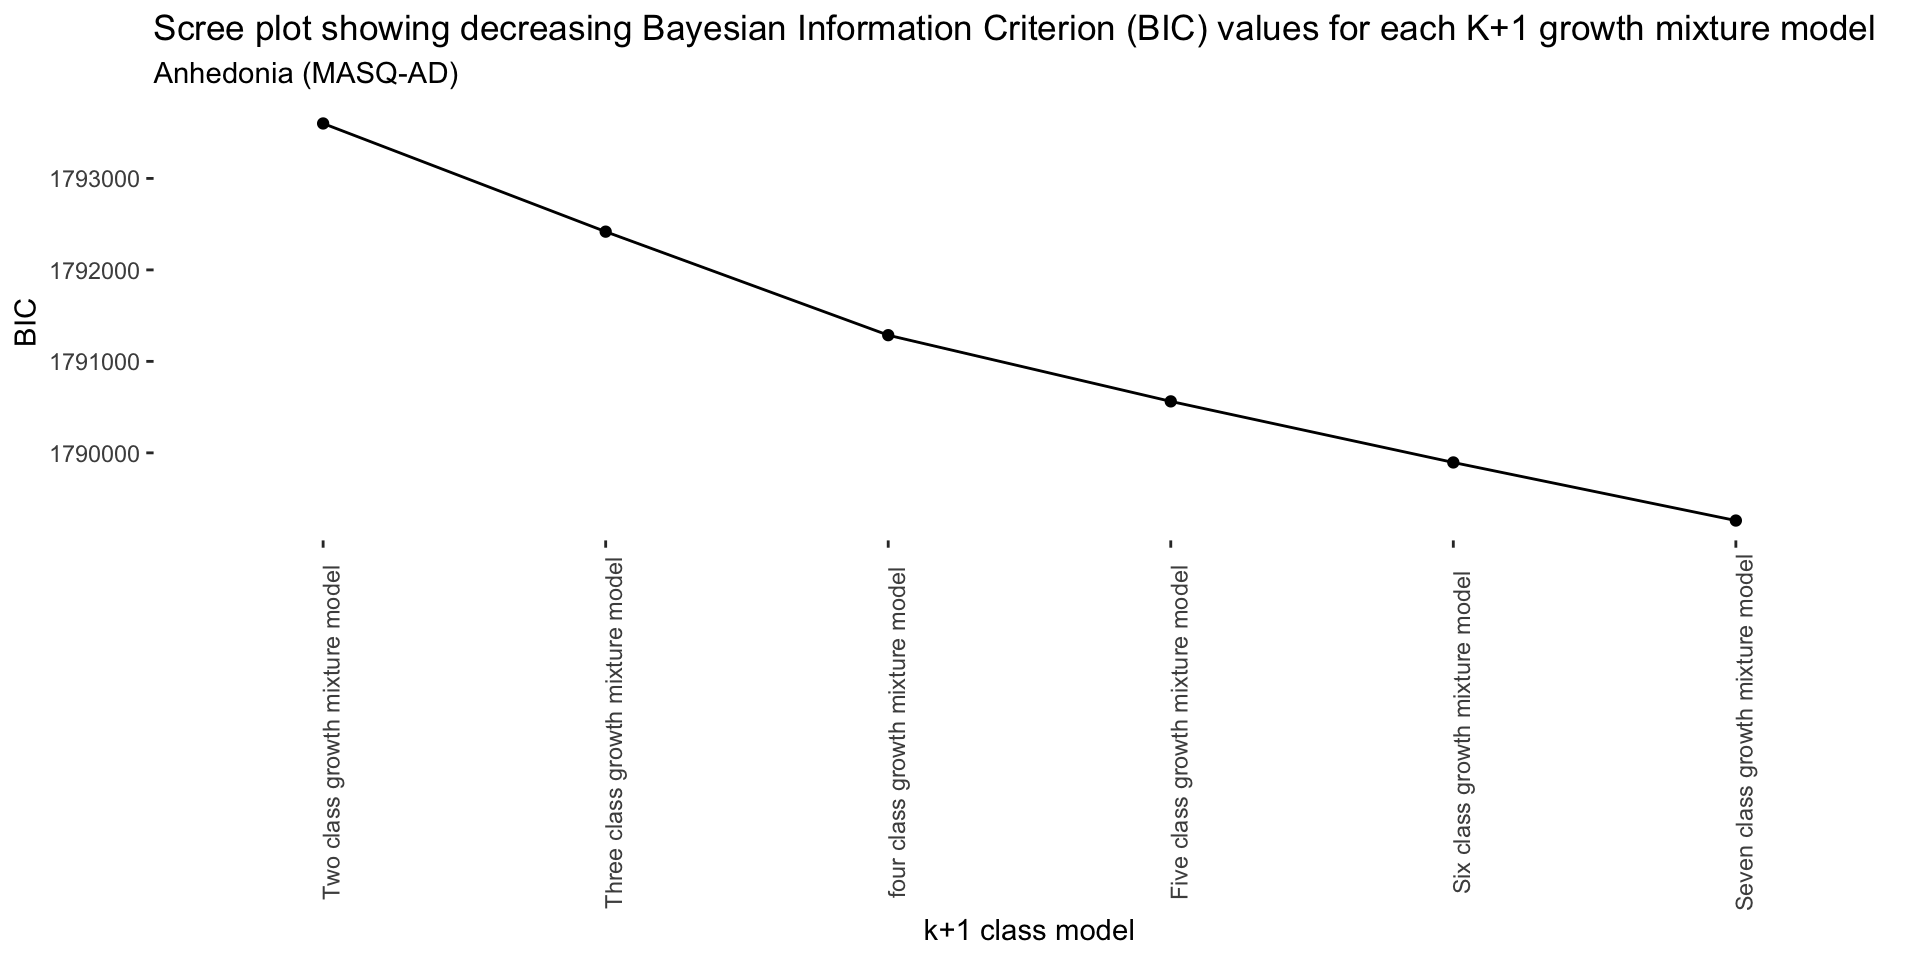 Scree plot showing decreasing Bayesian Information Criterion (BIC) values for each K+1 growth mixture model
Anhedonia (MASQ-AD)
1793000
1792000
1791000
1790000
BIC
Two class growth mixture model
Three class growth mixture model
four class growth mixture model
Five class growth mixture model
Six class growth mixture model
Seven class growth mixture model
k+1 class model